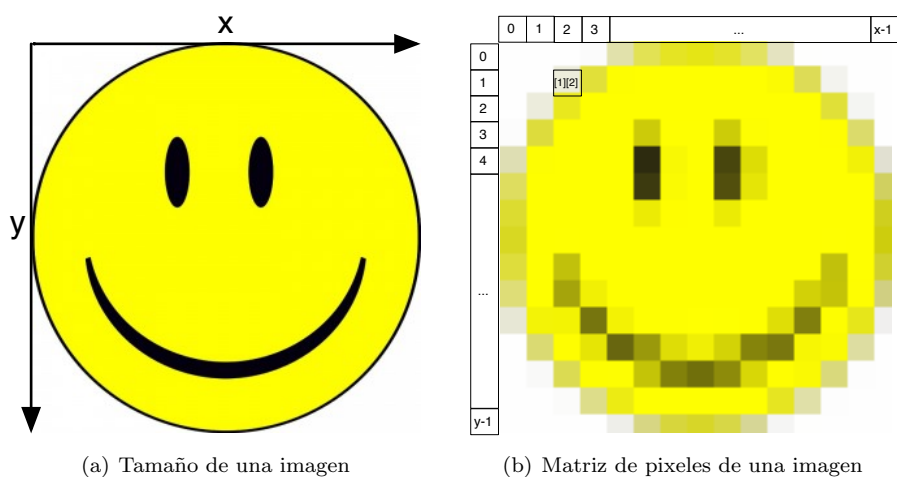 x
y
0 1 2 3 ... x-1
0
1
[1][2]
2
3
4
...
y-1
(a) Tamaño de una imagen
(b) Matriz de pixeles de una imagen